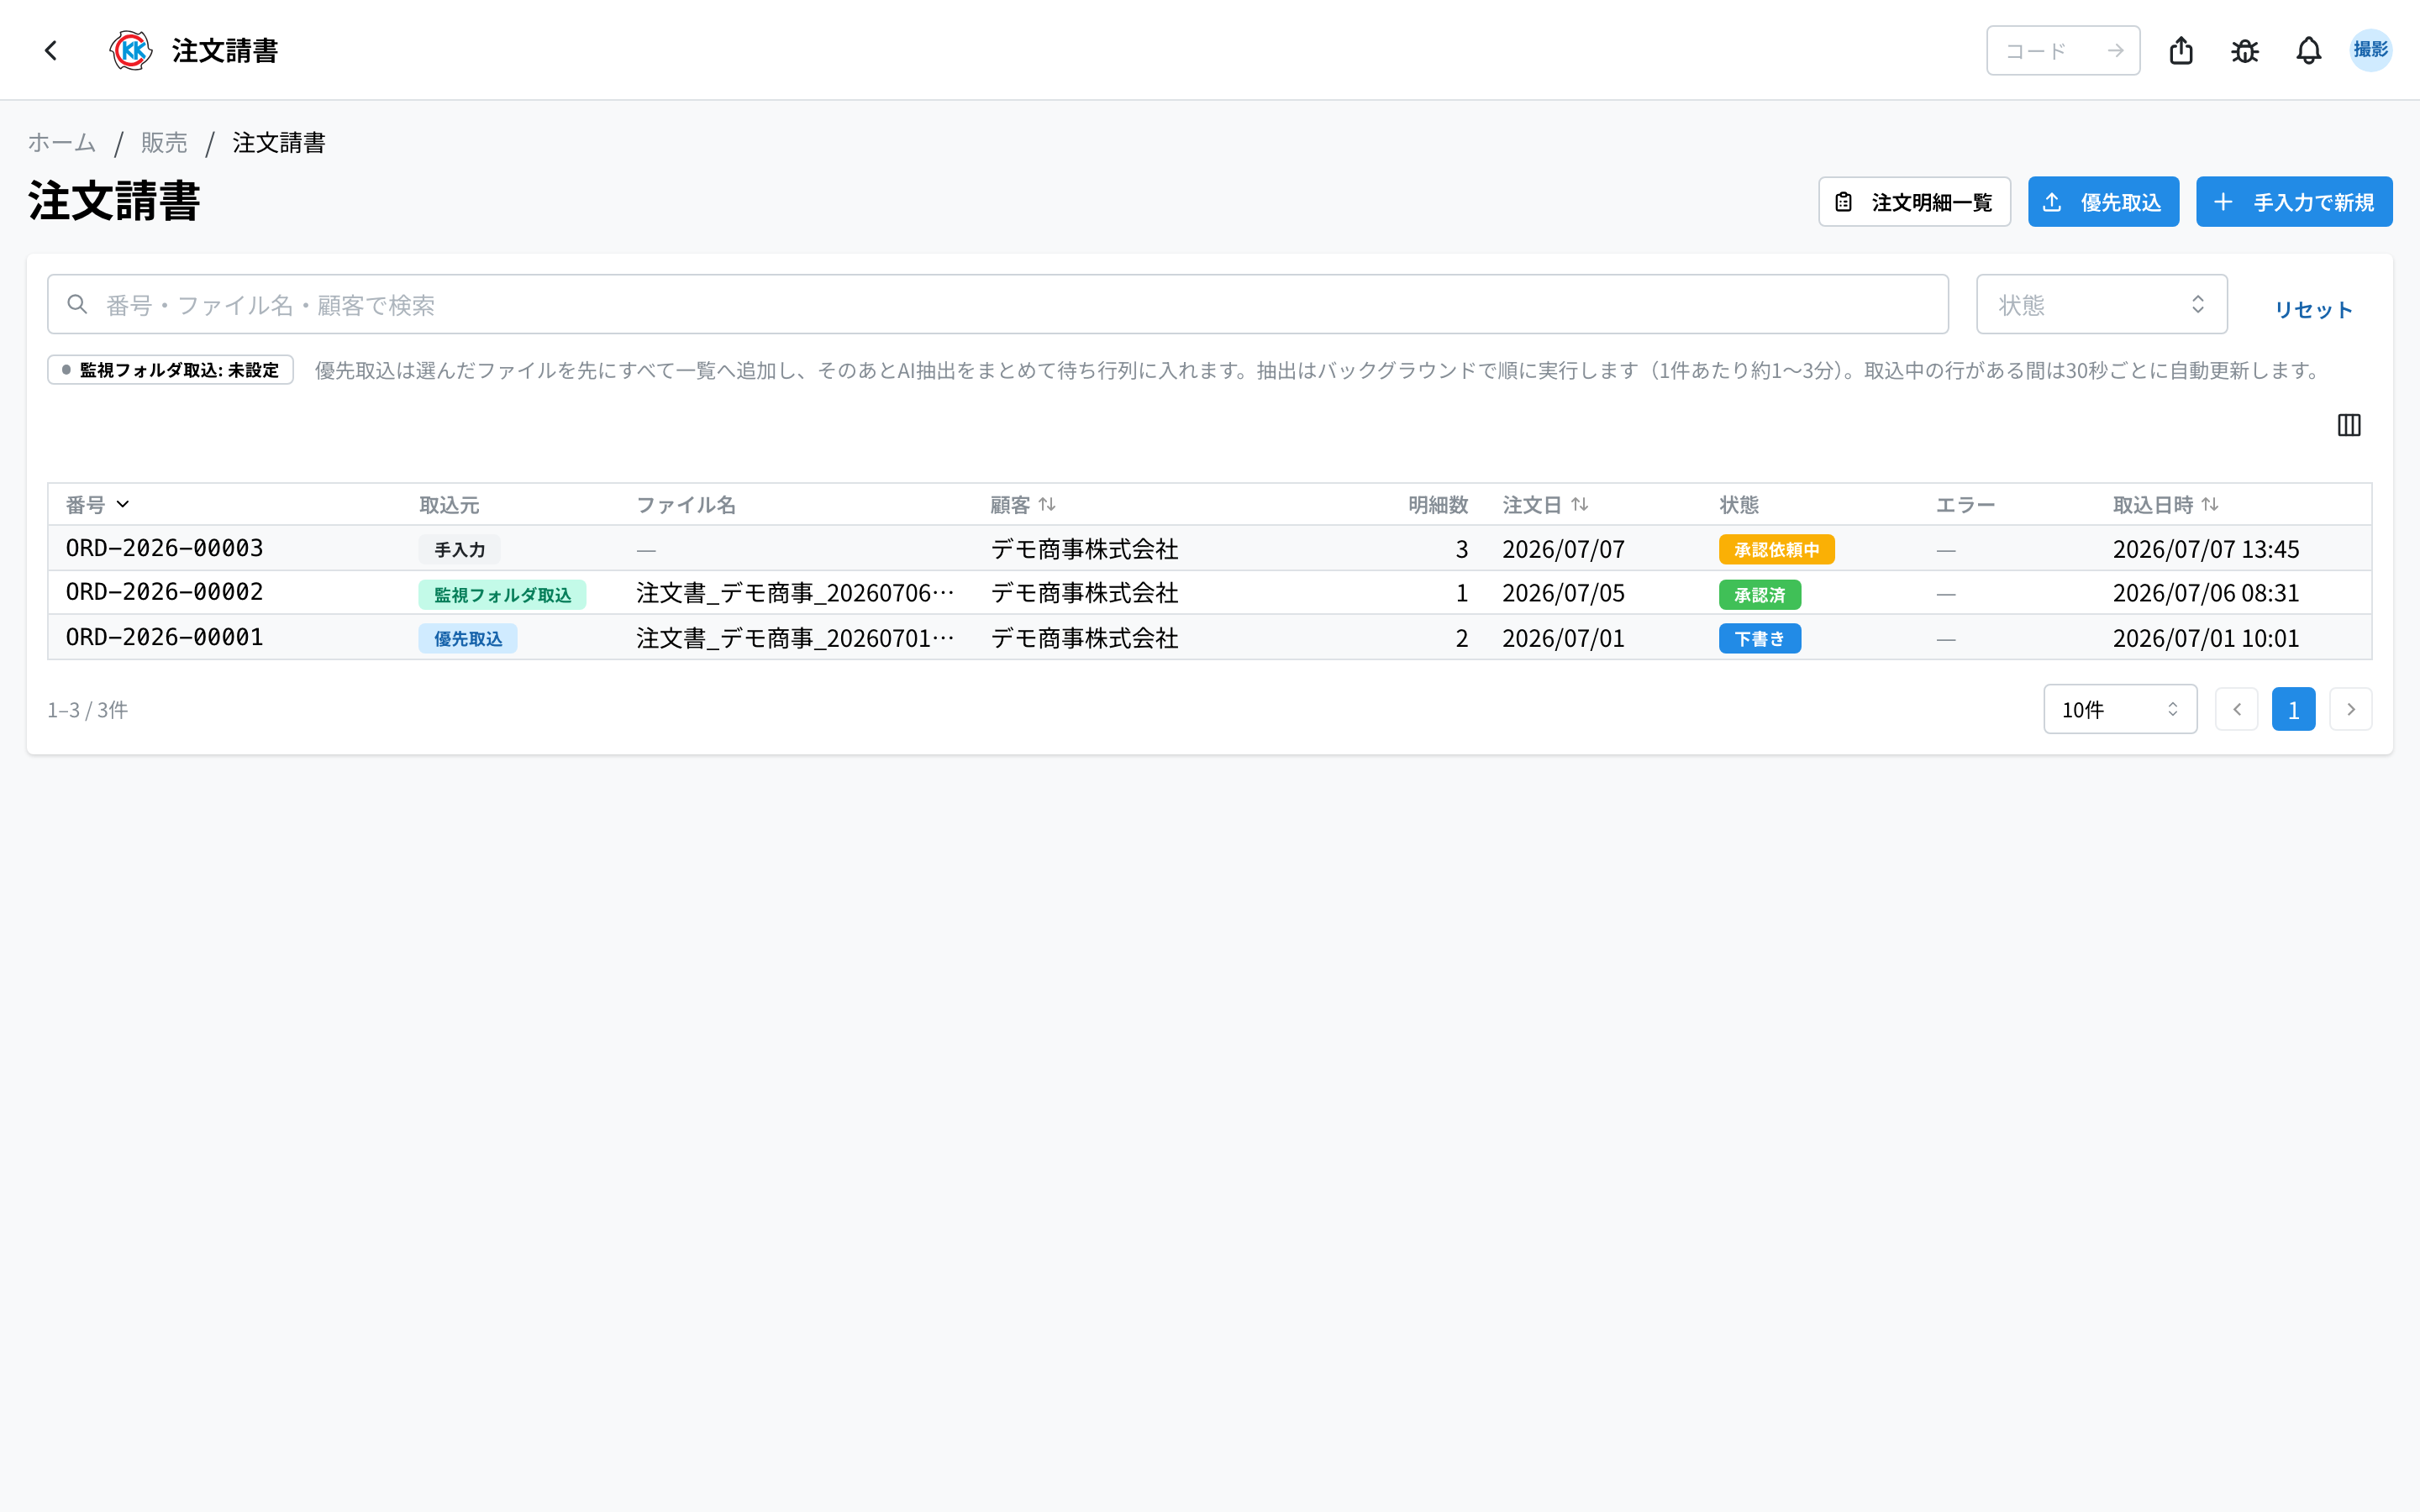 KK 注文請書
コード
撮影
ホーム / 販売 / 注文請書
注文請書
注文明細一覧
優先取込
手入力で新規
番号・ファイル名・顧客で検索
状態
リセット
監視フォルダ取込: 未設定
優先取込は選んだファイルを先にすべて一覧へ追加し、そのあとAI抽出をまとめて待ち行列に入れます。抽出はバックグラウンドで順に実行します（1件あたり約1〜3分）。取込中の行がある間は30秒ごとに自動更新します。
番号 取込元 ファイル名 顧客 明細数 注文日 状態 エラー 取込日時
ORD-2026-00003 手入力 — デモ商事株式会社 3 2026/07/07 承認依頼中 — 2026/07/07 13:45
ORD-2026-00002 監視フォルダ取込 注文書_デモ商事_20260706… デモ商事株式会社 1 2026/07/05 承認済 — 2026/07/06 08:31
ORD-2026-00001 優先取込 注文書_デモ商事_20260701… デモ商事株式会社 2 2026/07/01 下書き — 2026/07/01 10:01
1–3 / 3件
10件
1